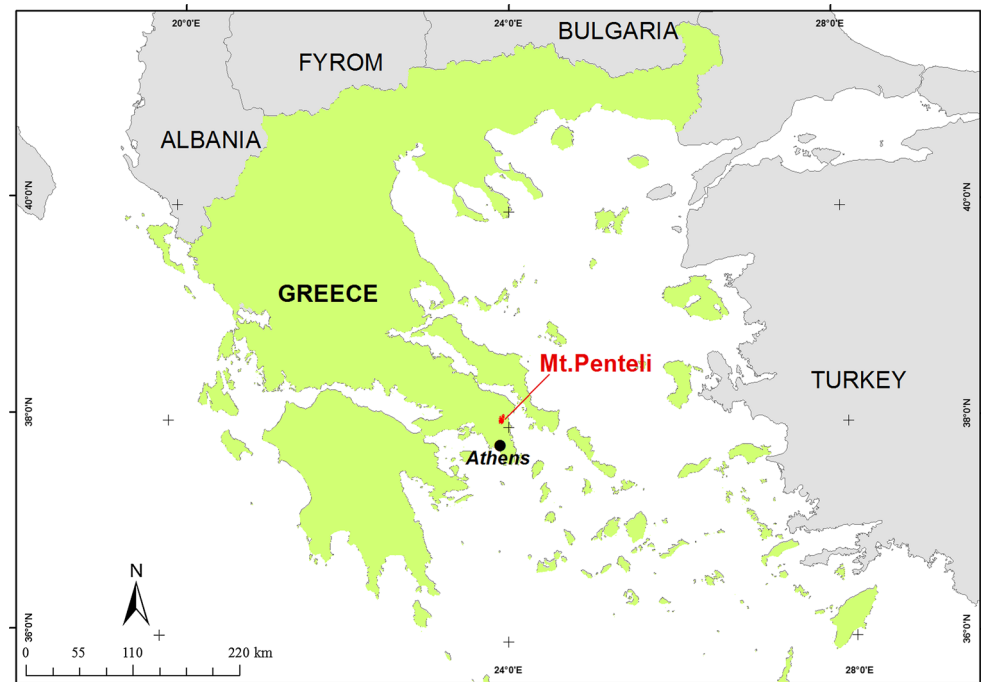 20°0'E
24°0'E
28°0'E
BULGARIA
FYROM
ALBANIA
40°0'N
40°0'N
GREECE
Mt.Penteli
TURKEY
38°0'N
38°0'N
Athens
N
36°0'N
36°0'N
0 55 110 220 km
24°0'E
28°0'E